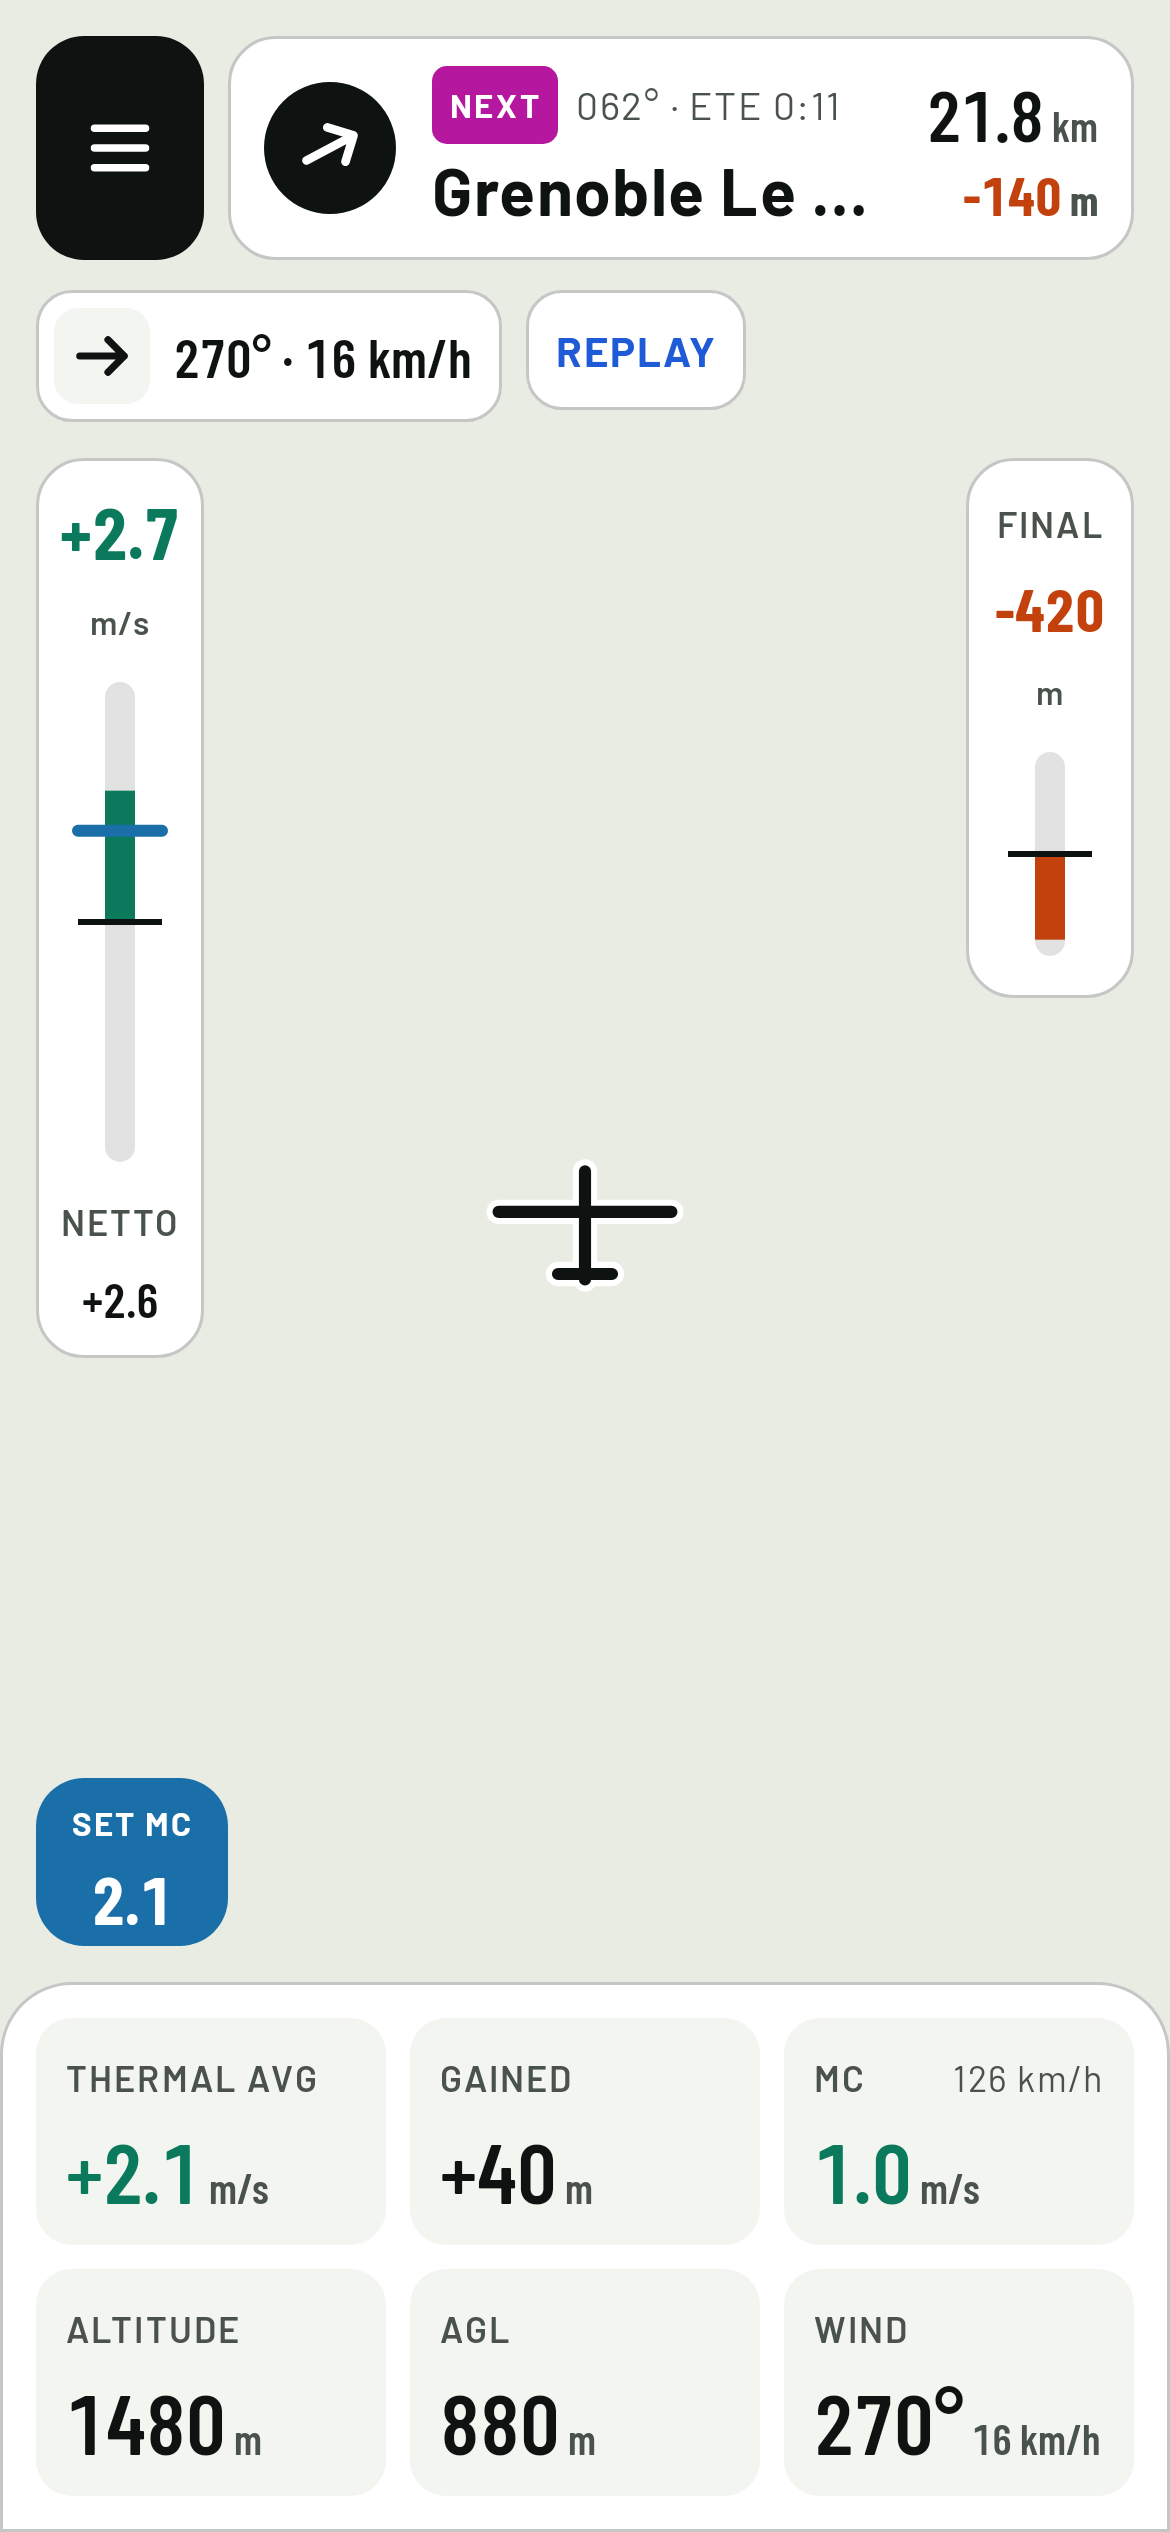 NEXT 062° · ETE 0:11
21.8 km
Grenoble Le ...
-140 m
270° · 16 km/h
REPLAY
+2.7
m/s
NETTO
+2.6
FINAL
-420
m
SET MC
2.1
THERMAL AVG
+2.1 m/s
GAINED
+40 m
MC 126 km/h
1.0 m/s
ALTITUDE
1480 m
AGL
880 m
WIND
270° 16 km/h